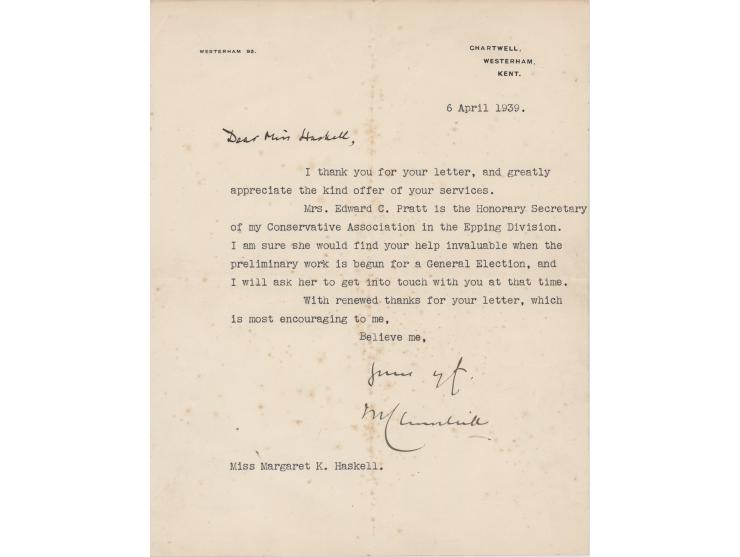 WESTERHAM 93.
CHARTWELL,
WESTERHAM,
KENT.
6 April 1939.
Dear Miss Haskell,
I thank you for your letter, and greatly
appreciate the kind offer of your services.
Mrs. Edward C. Pratt is the Honorary Secretary
of my Conservative Association in the Epping Division.
I am sure she would find your help invaluable when the
preliminary work is begun for a General Election, and
I will ask her to get into touch with you at that time.
With renewed thanks for your letter, which
is most encouraging to me,
Believe me,
Miss Margaret K. Haskell.